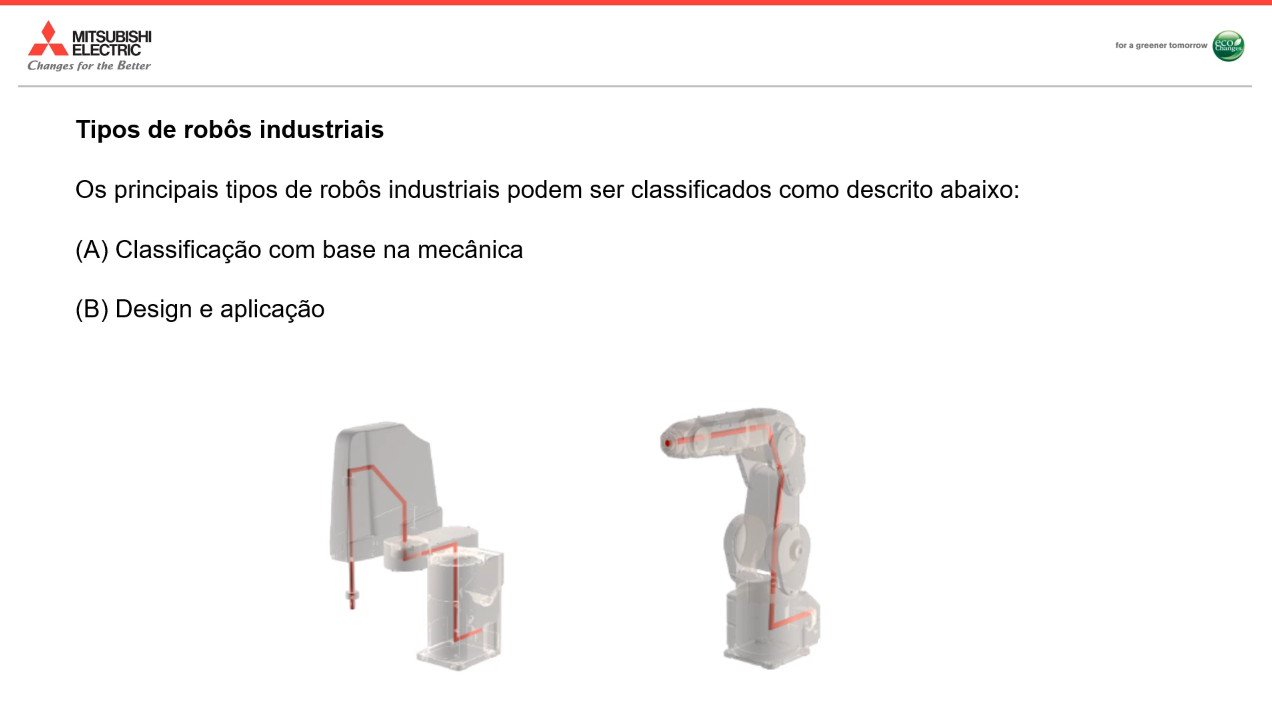 MITSUBISHI
ELECTRIC
Changes for the Better
for a greener tomorrow
eco
Changes
Tipos de robôs industriais
Os principais tipos de robôs industriais podem ser classificados como descrito abaixo:
(A) Classificação com base na mecânica
(B) Design e aplicação